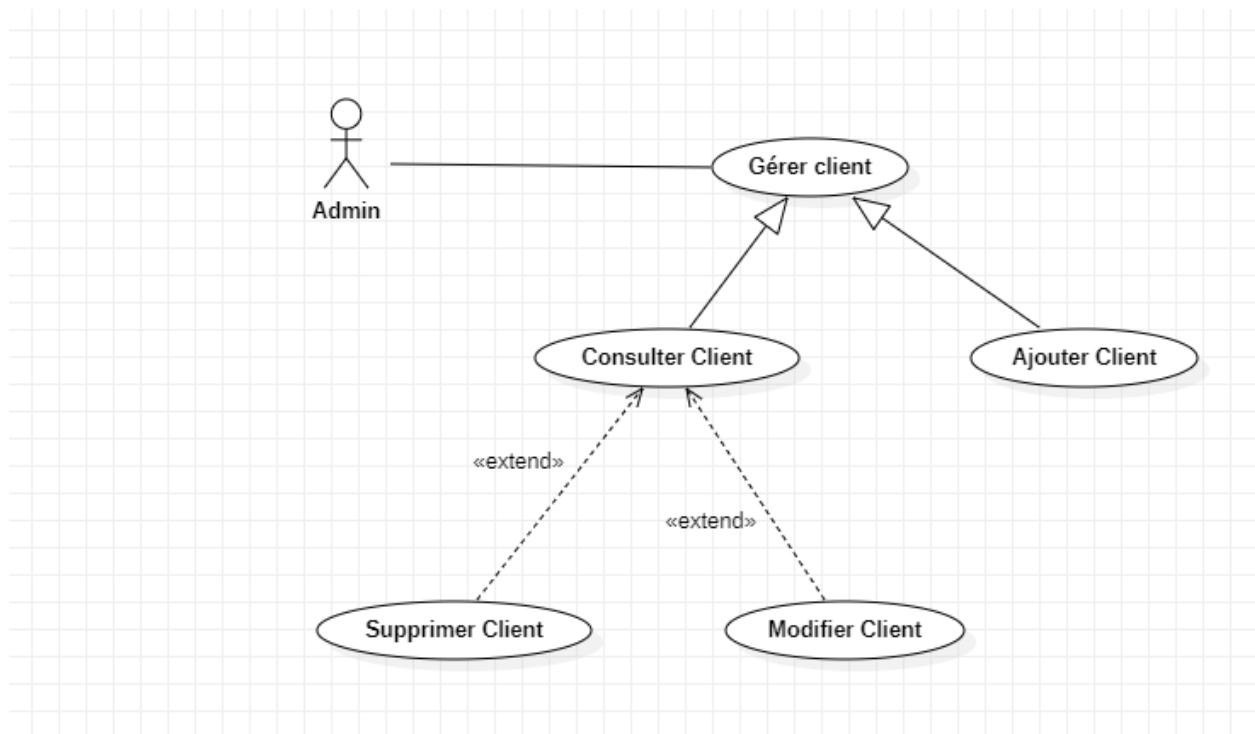 Gérer client
Admin
Consulter Client
Ajouter Client
«extend»
«extend»
Supprimer Client
Modifier Client